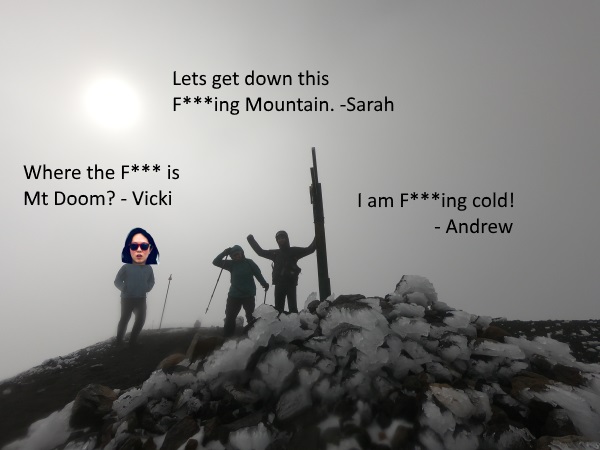 Lets get down this
F***ing Mountain. -Sarah
Where the F*** is
Mt Doom? - Vicki
I am F***ing cold!
- Andrew